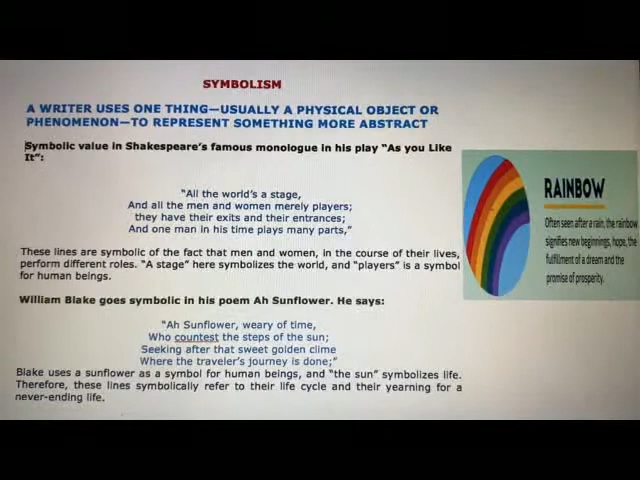 SYMBOLISM
A WRITER USES ONE THING—USUALLY A PHYSICAL OBJECT OR
PHENOMENON—TO REPRESENT SOMETHING MORE ABSTRACT
Symbolic value in Shakespeare's famous monologue in his play "As you Like
It":
"All the world's a stage,
And all the men and women merely players;
they have their exits and their entrances;
And one man in his time plays many parts,"
These lines are symbolic of the fact that men and women, in the course of their lives,
perform different roles. "A stage" here symbolizes the world, and "players" is a symbol
for human beings.
William Blake goes symbolic in his poem Ah Sunflower. He says:
"Ah Sunflower, weary of time,
Who countest the steps of the sun;
Seeking after that sweet golden clime
Where the traveler's journey is done;"
Blake uses a sunflower as a symbol for human beings, and "the sun" symbolizes life.
Therefore, these lines symbolically refer to their life cycle and their yearning for a
never-ending life.
RAINBOW
Often seen after a rain, the rainbow
signifies new beginnings, hope, the
fulfillment of a dream and the
promise of prosperity.